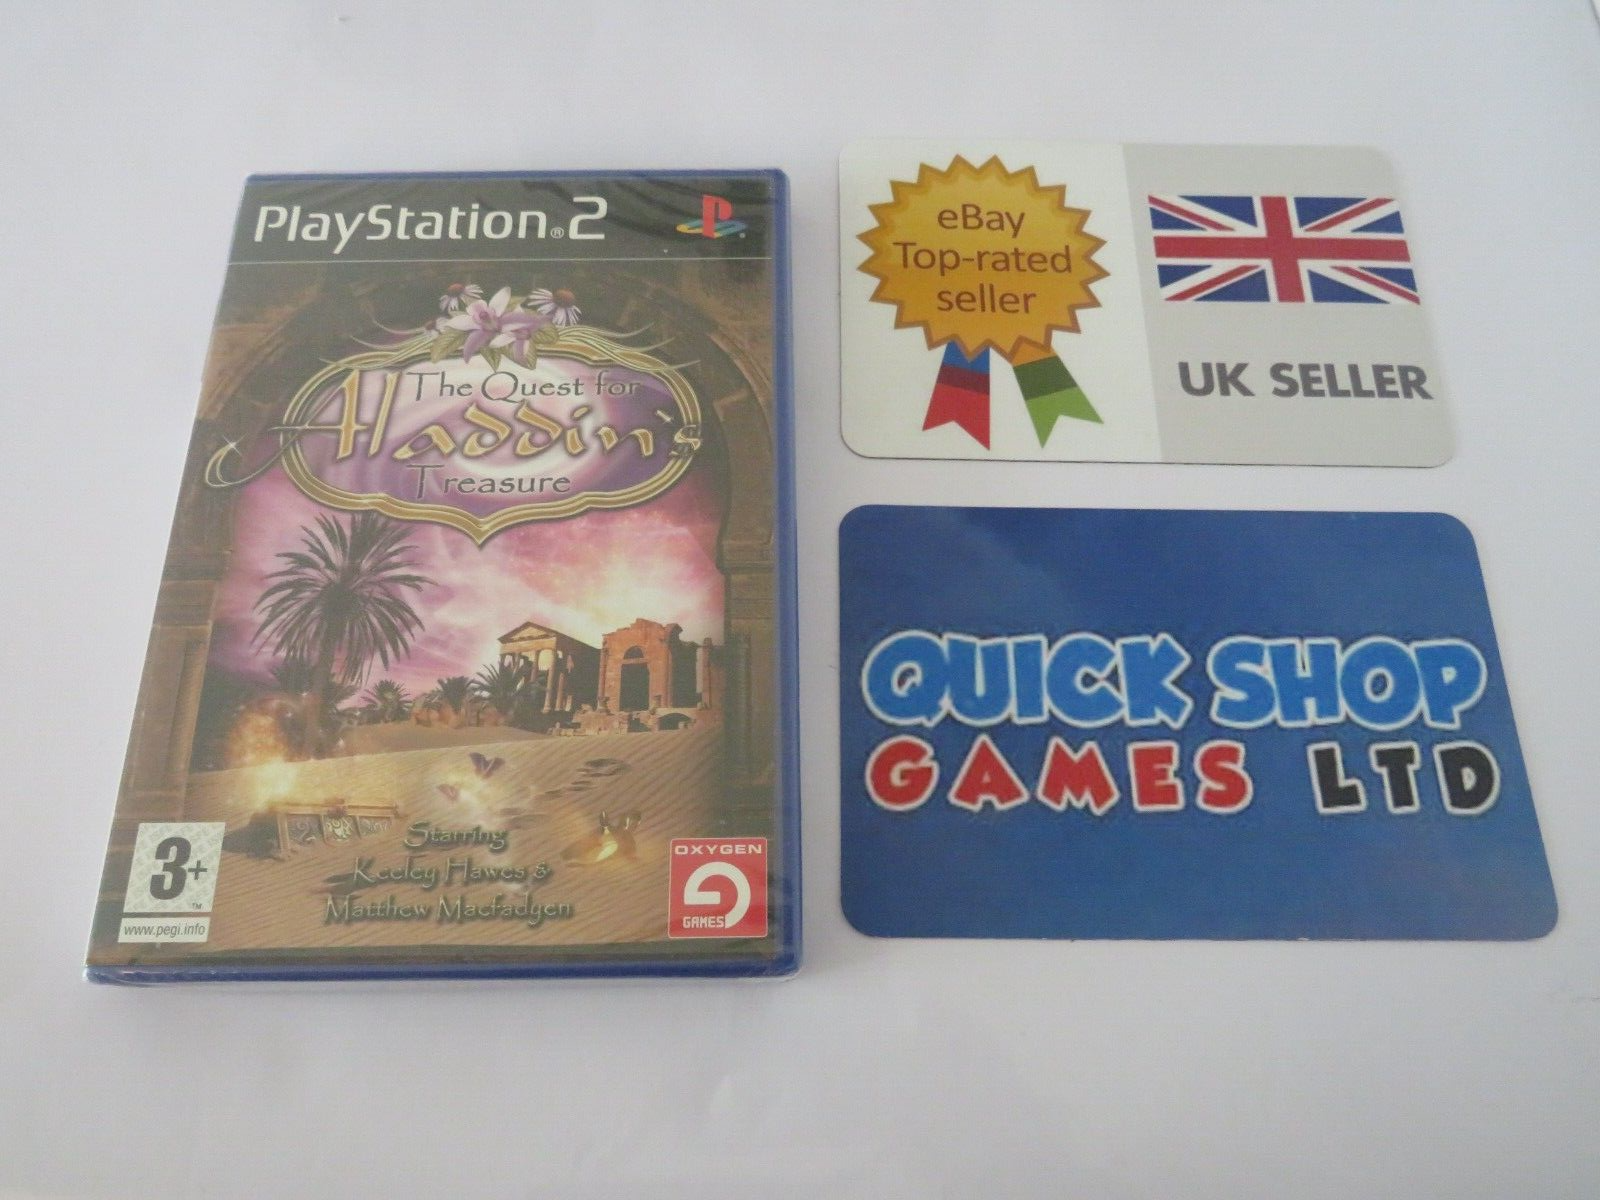 PlayStation®2
The Quest for
Aladdin's
Treasure
Starring
Keeley Hawes &
Matthew Macfadyen
3+
™
www.pegi.info
OXYGEN
GAMES
eBay
Top-rated
seller
UK SELLER
QUICK SHOP
GAMES LTD